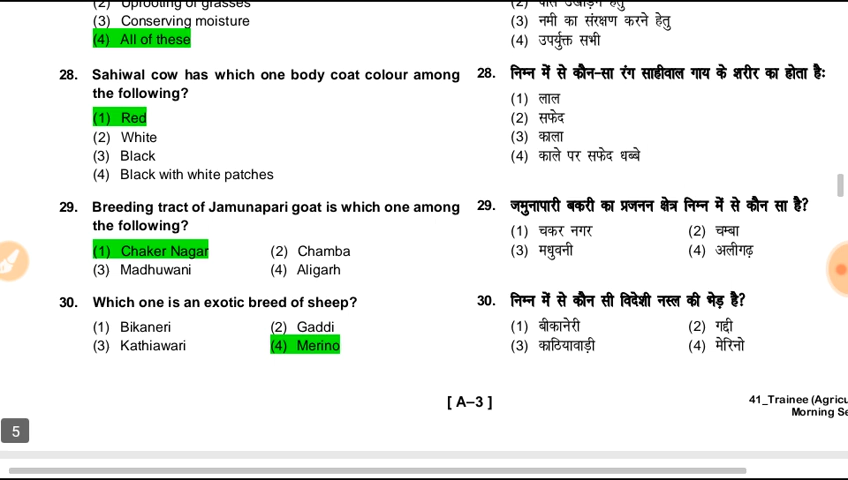 (2) Uprooting of grasses
(3) Conserving moisture
(4) All of these
(3) नमी का संरक्षण करने हेतु
(4) उपर्युक्त सभी
28. Sahiwal cow has which one body coat colour among
the following?
(1) Red
(2) White
(3) Black
(4) Black with white patches
28. निम्न में से कौन-सा रंग साहीवाल गाय के शरीर का होता है:
(1) लाल
(2) सफेद
(3) काला
(4) काले पर सफेद धब्बे
29. Breeding tract of Jamunapari goat is which one among
the following?
(1) Chaker Nagar (2) Chamba
(3) Madhuwani (4) Aligarh
29. जमुनापारी बकरी का प्रजनन क्षेत्र निम्न में से कौन सा है?
(1) चकर नगर (2) चम्बा
(3) मधुवनी (4) अलीगढ़
30. Which one is an exotic breed of sheep?
(1) Bikaneri (2) Gaddi
(3) Kathiawari (4) Merino
30. निम्न में से कौन सी विदेशी नस्ल की भेड़ है?
(1) बीकानेरी (2) गद्दी
(3) काठियावाड़ी (4) मेरिनो
[ A–3 ]
41_Trainee (Agricu
Morning Se
5